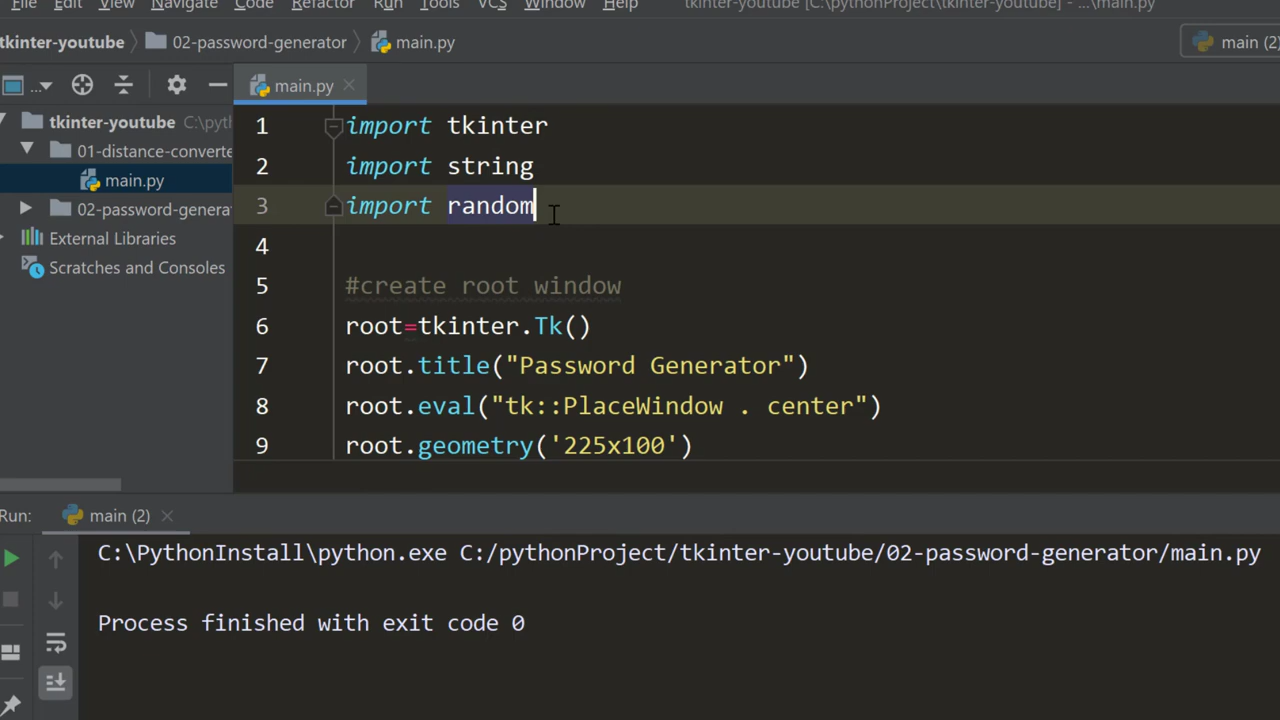 File Edit View Navigate Code Refactor Run Tools VCS Window Help tkinter-youtube [C:\pythonProject\tkinter-youtube] - ...\main.py
tkinter-youtube 02-password-generator main.py main (2)
... main.py
tkinter-youtube C:\pyth
01-distance-converte
main.py
02-password-genera
External Libraries
Scratches and Consoles
1 import tkinter
2 import string
3 import random
4
5 #create root window
6 root=tkinter.Tk()
7 root.title("Password Generator")
8 root.eval("tk::PlaceWindow . center")
9 root.geometry('225x100')
Run: main (2)
C:\PythonInstall\python.exe C:/pythonProject/tkinter-youtube/02-password-generator/main.py
Process finished with exit code 0